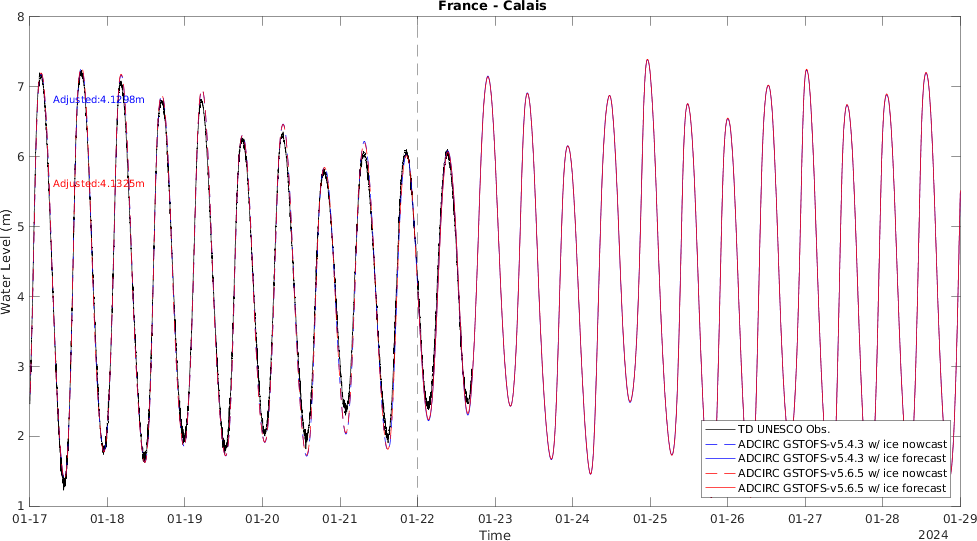 France - Calais
8
7
6
5
4
3
2
1
Water Level (m)
Adjusted:4.1298m
Adjusted:4.1325m
TD UNESCO Obs.
ADCIRC GSTOFS-v5.4.3 w/ ice nowcast
ADCIRC GSTOFS-v5.4.3 w/ ice forecast
ADCIRC GSTOFS-v5.6.5 w/ ice nowcast
ADCIRC GSTOFS-v5.6.5 w/ ice forecast
01-17 01-18 01-19 01-20 01-21 01-22 01-23 01-24 01-25 01-26 01-27 01-28 01-29
Time
2024